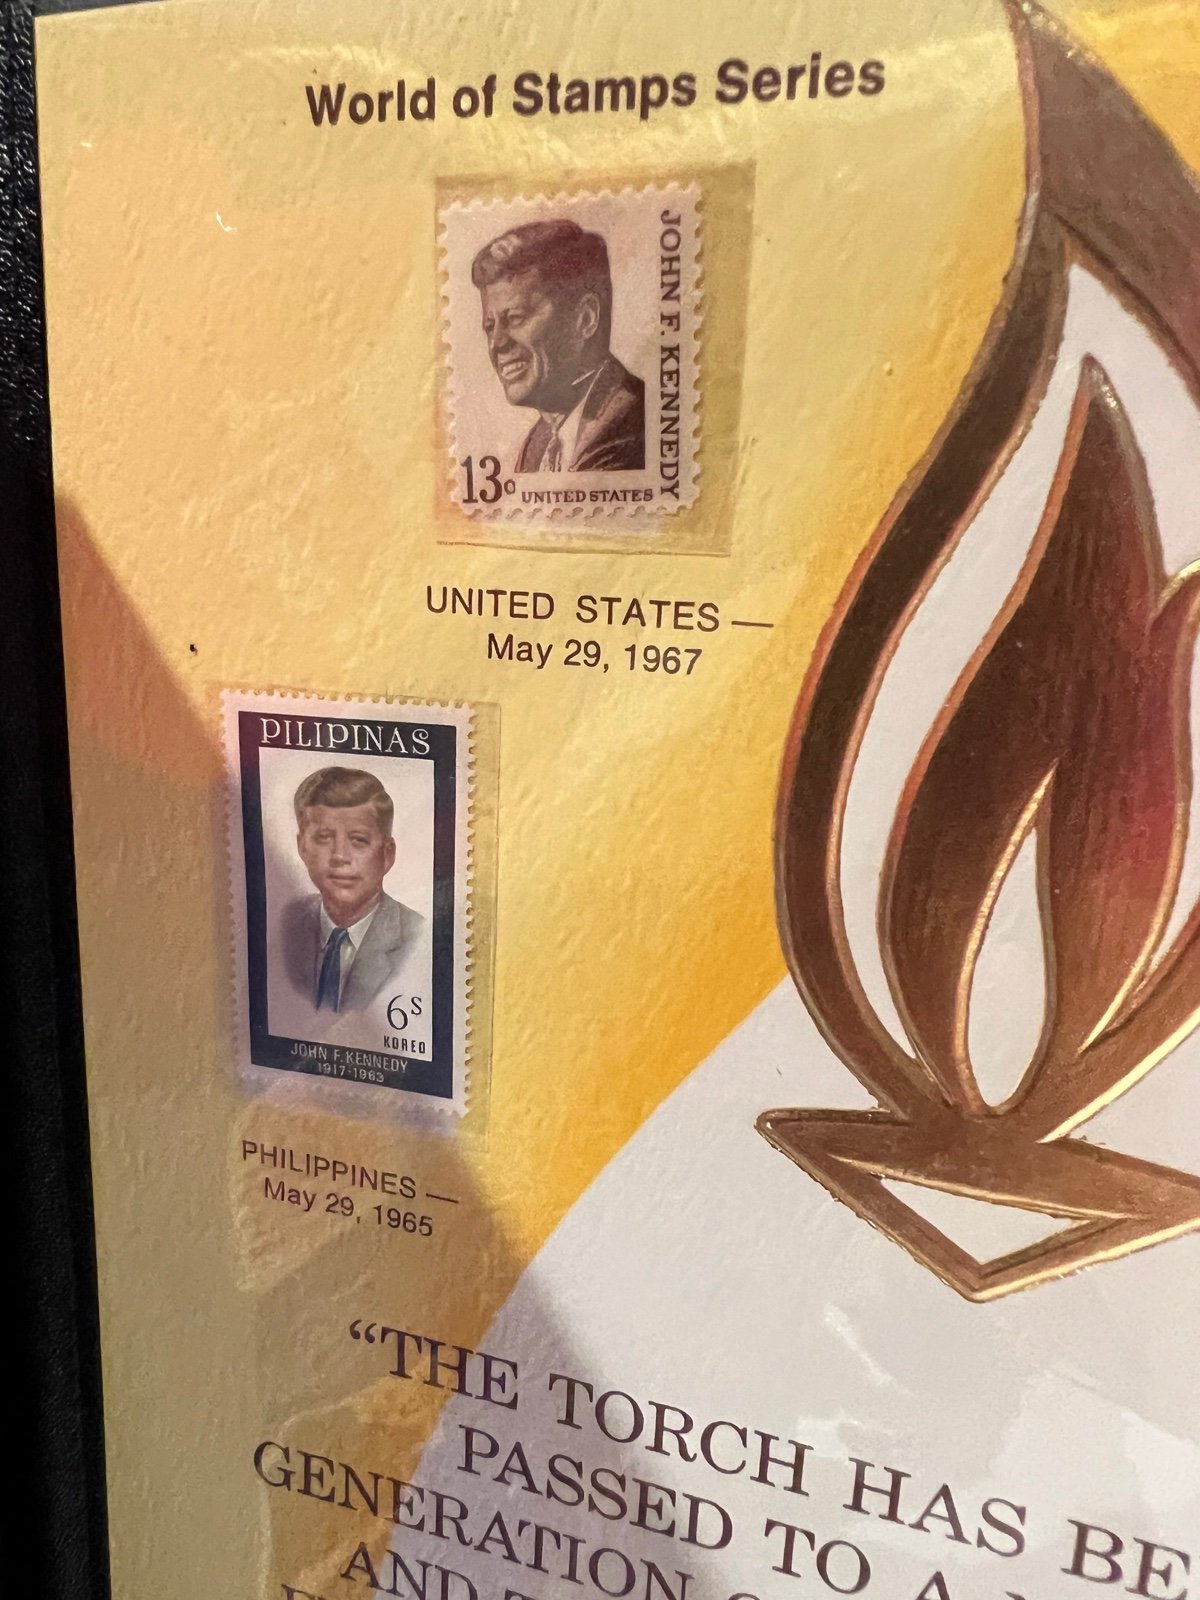 World of Stamps Series
JOHN F. KENNEDY
13c UNITED STATES
UNITED STATES —
May 29, 1967
PILIPINAS
6s
KOREO
JOHN F. KENNEDY
1917-1963
PHILIPPINES —
May 29, 1965
“THE TORCH HAS BE
PASSED TO A
GENERATION
AND